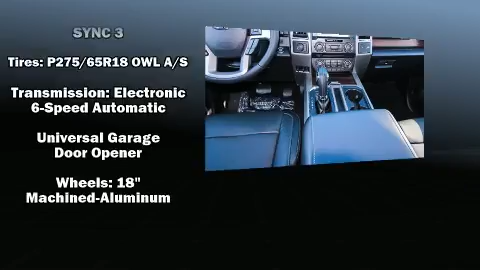 SYNC 3
Tires: P275/65R18 OWL A/S
Transmission: Electronic
6-Speed Automatic
Universal Garage
Door Opener
Wheels: 18"
Machined-Aluminum